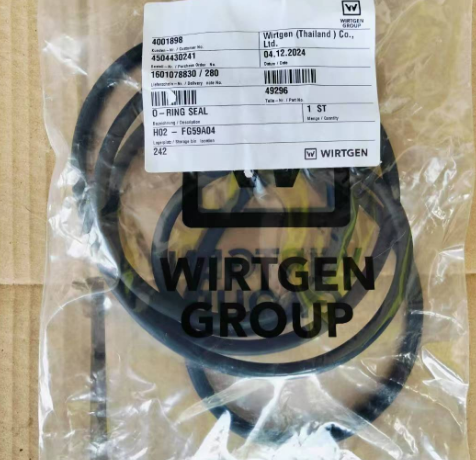 WIRTGEN
GROUP
4001898
Wirtgen (Thailand ) Co.,
Ltd.
4504430241
04.12.2024
1601078830 / 280
49296
O-RING SEAL
1 ST
H02 - FG59A04
242
WIRTGEN
WIRTGEN
GROUP